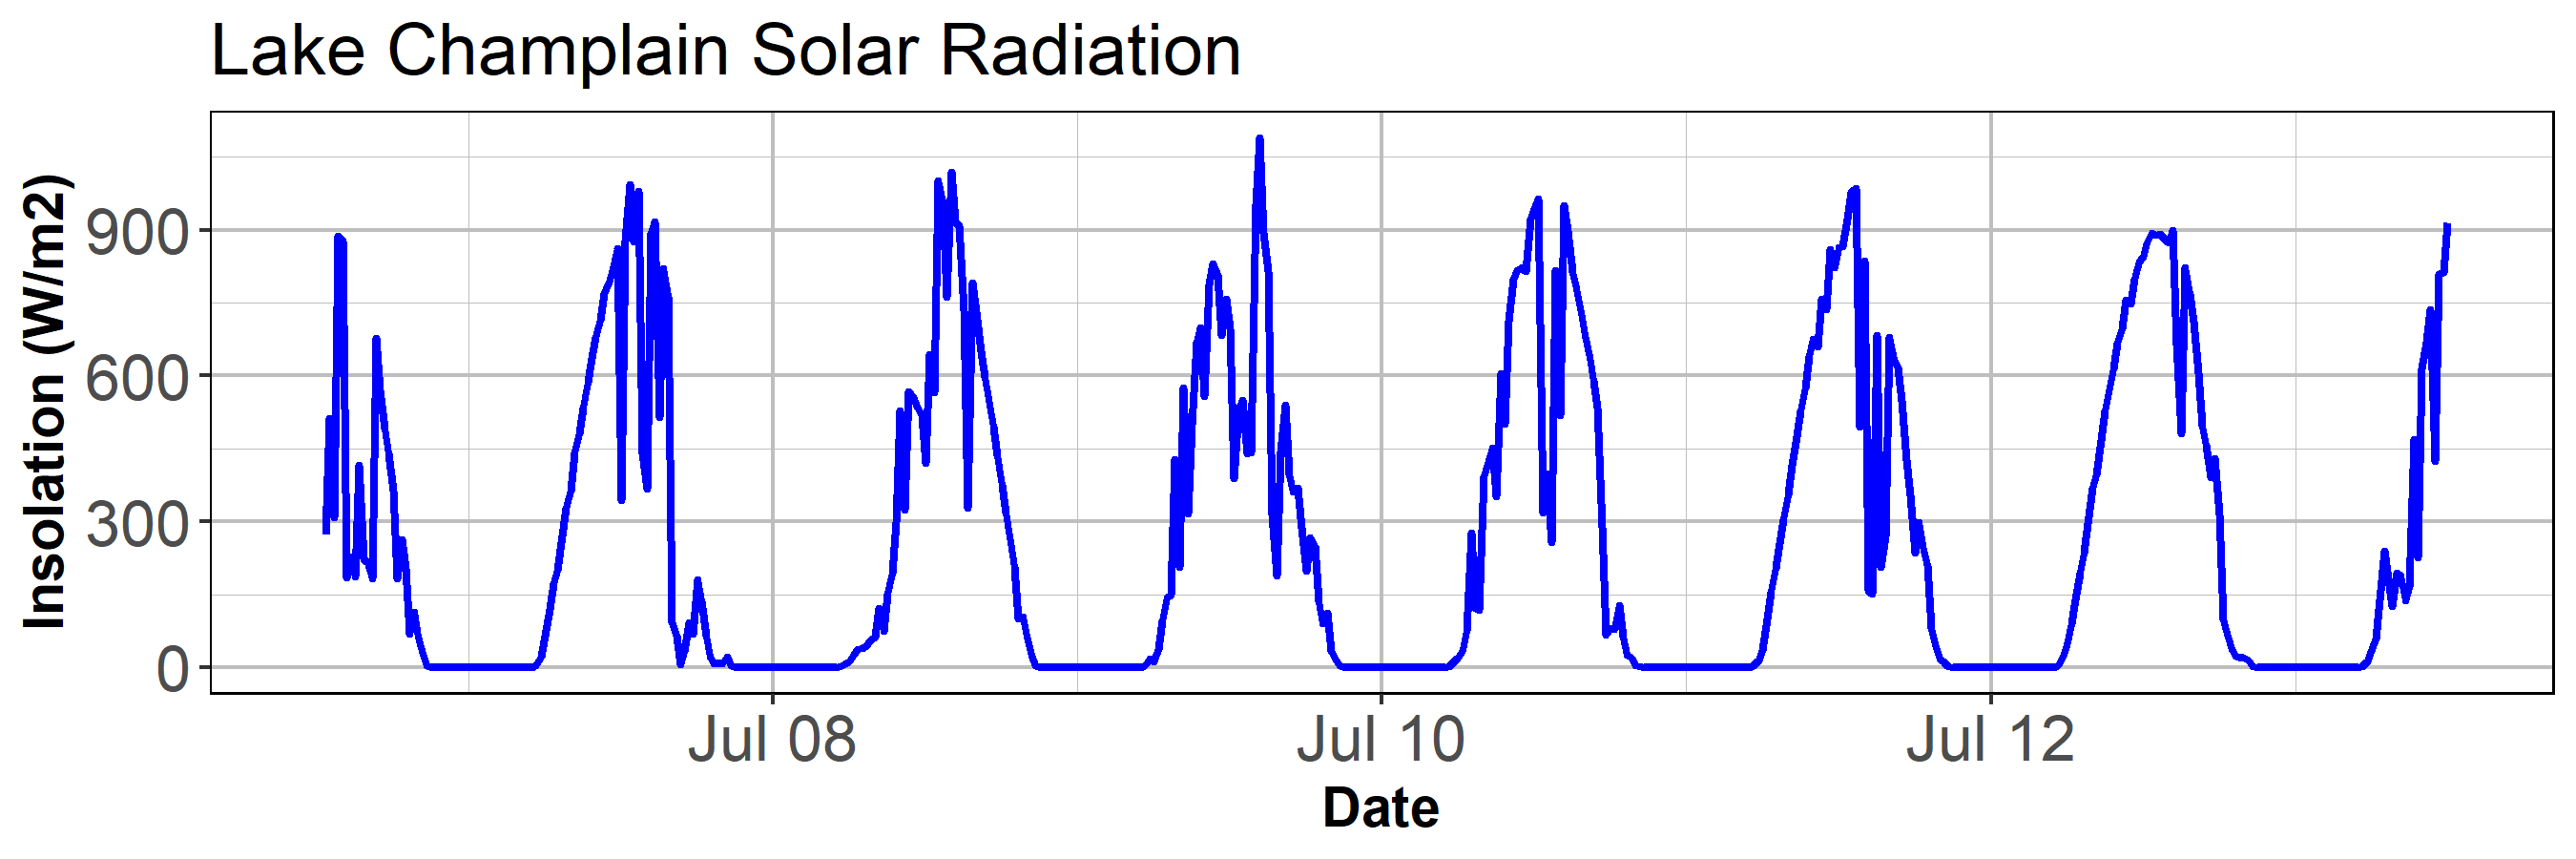 Lake Champlain Solar Radiation
Insolation (W/m2)
900
600
300
0
Jul 08 Jul 10 Jul 12
Date